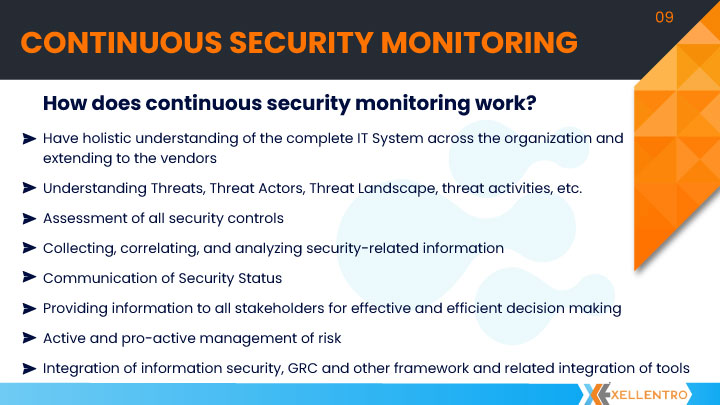 09
CONTINUOUS SECURITY MONITORING
How does continuous security monitoring work?
Have holistic understanding of the complete IT System across the organization and
extending to the vendors
Understanding Threats, Threat Actors, Threat Landscape, threat activities, etc.
Assessment of all security controls
Collecting, correlating, and analyzing security-related information
Communication of Security Status
Providing information to all stakeholders for effective and efficient decision making
Active and pro-active management of risk
Integration of information security, GRC and other framework and related integration of tools
XELLENTRO